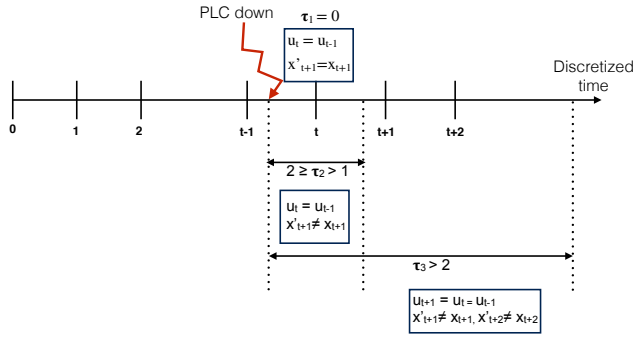 PLC down
τ₁ = 0
uₜ = uₜ₋₁
x'ₜ₊₁=xₜ₊₁
Discretized
time
0 1 2 t-1 t t+1 t+2
2 ≥ τ₂ > 1
uₜ = uₜ₋₁
x'ₜ₊₁≠ xₜ₊₁
τ₃ > 2
uₜ₊₁ = uₜ = uₜ₋₁
x'ₜ₊₁≠ xₜ₊₁, x'ₜ₊₂≠ xₜ₊₂